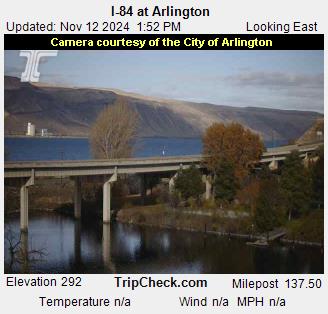 I-84 at Arlington
Updated: Nov 12 2024 1:52 PM Looking East
Camera courtesy of the City of Arlington
Elevation 292 TripCheck.com Milepost 137.50
Temperature n/a Wind n/a MPH n/a